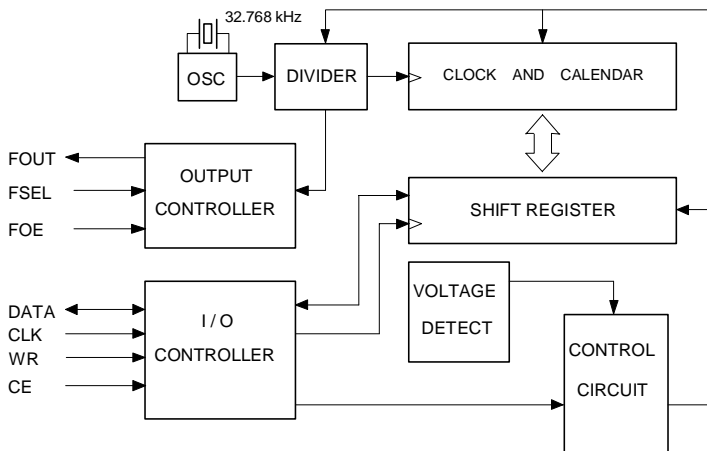 32.768 kHz
OSC
DIVIDER
CLOCK AND CALENDAR
FOUT
FSEL
FOE
OUTPUT
CONTROLLER
SHIFT REGISTER
DATA
CLK
WR
CE
I / O
CONTROLLER
VOLTAGE
DETECT
CONTROL
CIRCUIT